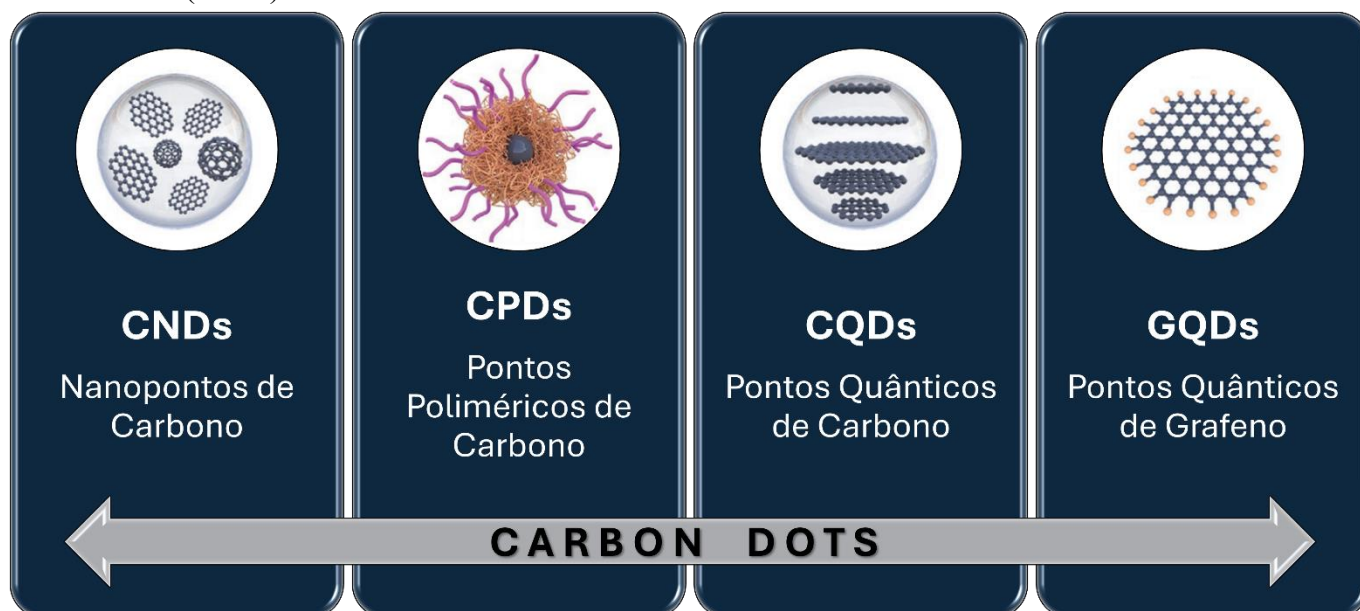 CNDs
Nanopontos de
Carbono
CPDs
Pontos
Poliméricos de
Carbono
CQDs
Pontos Quânticos
de Carbono
GQDs
Pontos Quânticos
de Grafeno
CARBON DOTS